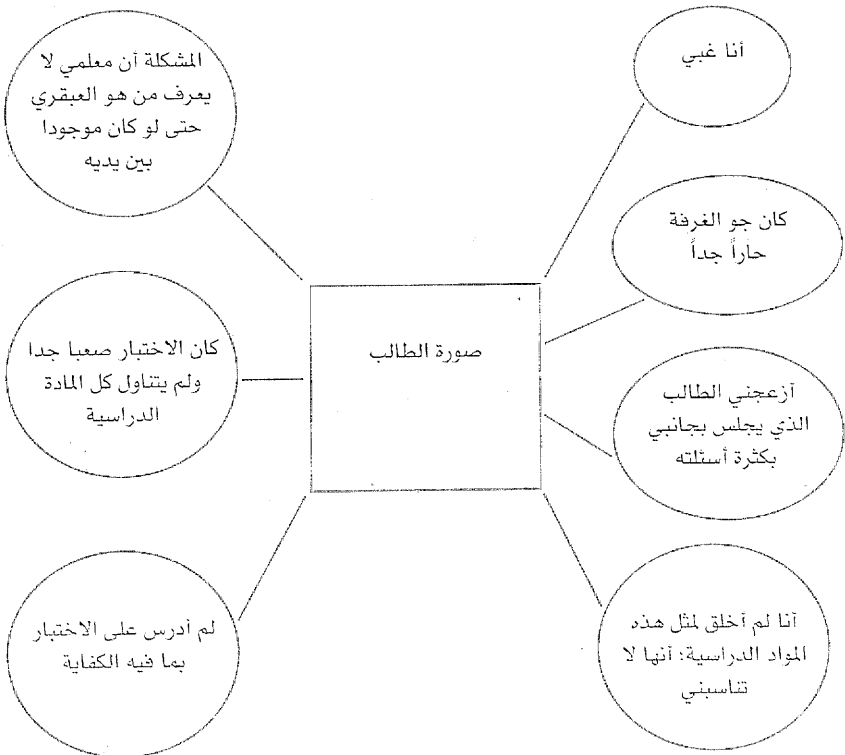 أنا غبي
كان جو الغرفة
حاراً جداً
أزعجني الطالب
الذي يجلس بجانبي
بكثرة أسئلته
أنا لم أخلق لمثل هذه
المواد الدراسية؛ أنها لا
تناسبني
صورة الطالب
المشكلة أن معلمي لا
يعرف من هو العبقري
حتى لو كان موجودا
بين يديه
كان الاختبار صعبا جدا
ولم يتناول كل المادة
الدراسية
لم أدرس على الاختبار
بما فيه الكفاية